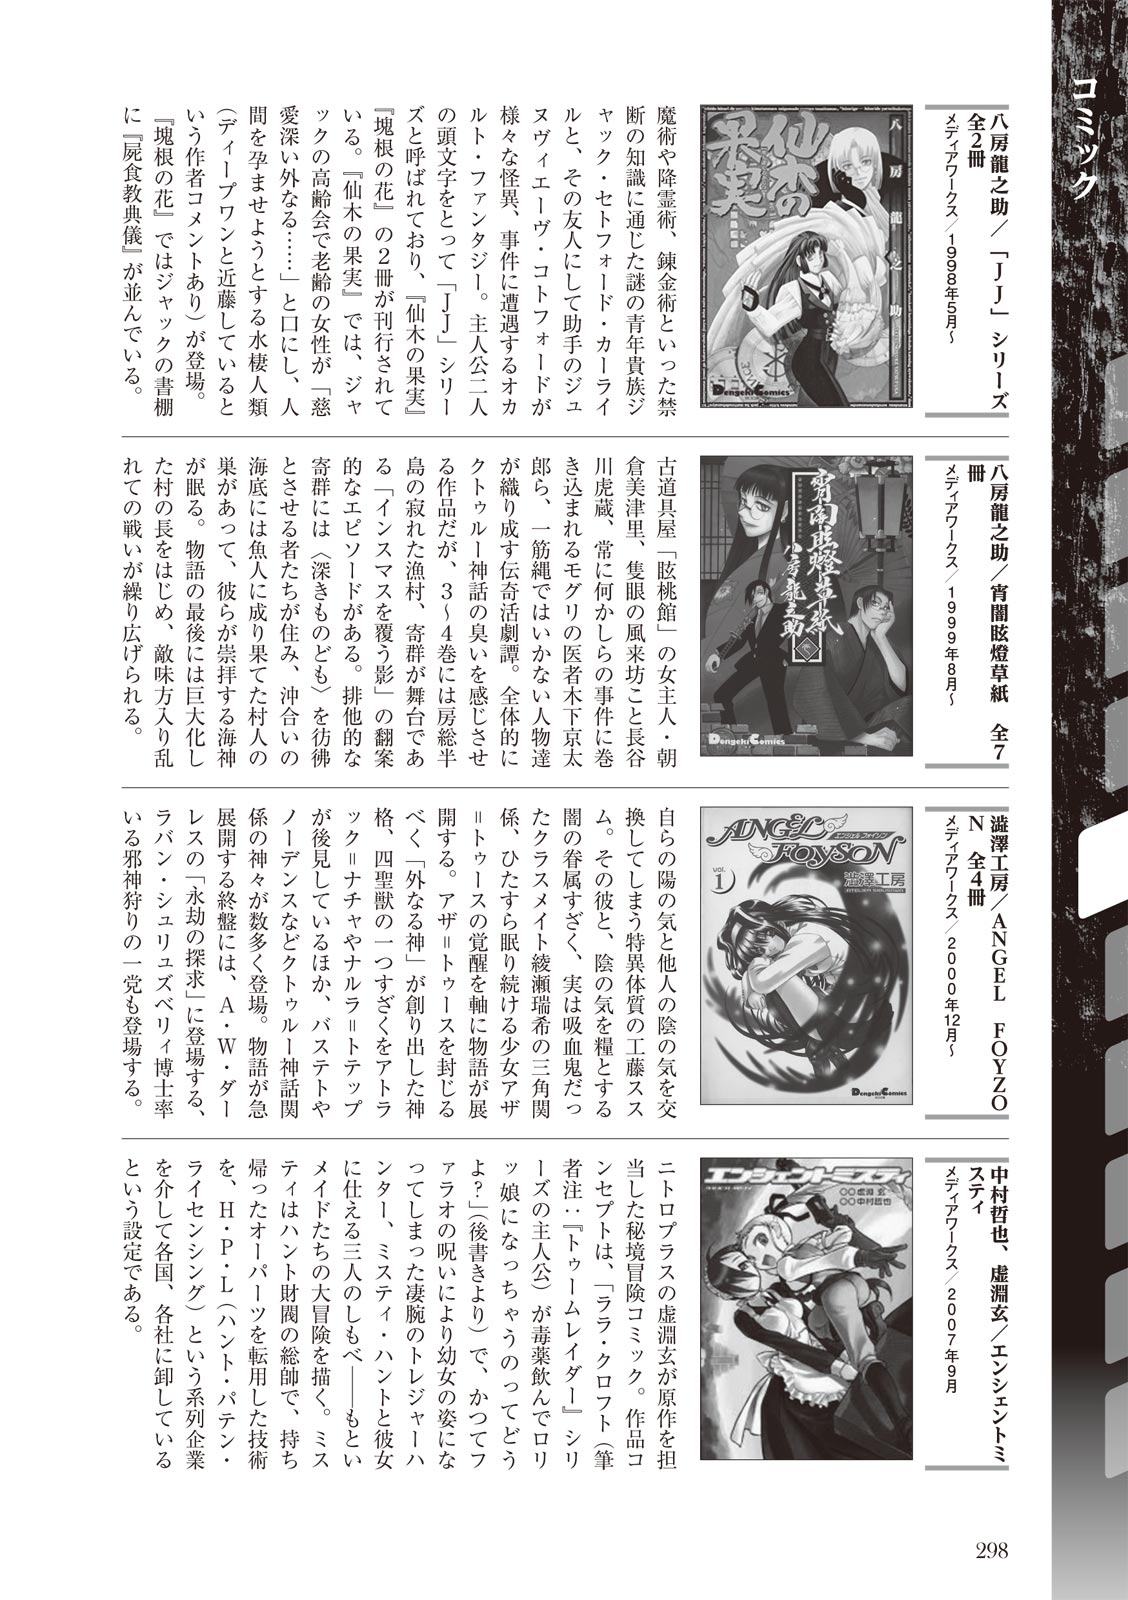 コミック
八房龍之助／「ＪＪ」シリーズ
全２冊
メディアワークス／1998年5月〜
八房龍之助
仙木の
果実
Dengeki Comics
魔術や降霊術、錬金術といった禁
断の知識に通じた謎の青年貴族ジ
ャック・セトフォード・カーライ
ルと、その友人にして助手のジュ
ヌヴィエーヴ・コトフォードが
様々な怪異、事件に遭遇するオカ
ルト・ファンタジー。主人公二人
の頭文字をとって「ＪＪ」シリー
ズと呼ばれており、『仙木の果実』
『塊根の花』の２冊が刊行されて
いる。『仙木の果実』では、ジャ
ックの高齢会で老齢の女性が「慈
愛深い外なる……」と口にし、人
間を孕ませようとする水棲人類
（ディープワンと近藤しているとと
いう作者コメントあり）が登場。
『塊根の花』ではジャックの書棚
に『屍食教典儀』が並んでいる。
八房龍之助／宵闇眩燈草紙　全７
冊
メディアワークス／1999年8月〜
宵闇眩燈草紙
八房龍之助
Dengeki Comics
古道具屋「眩桃館」の女主人・朝
倉美津里、隻眼の風来坊こと長谷
川虎蔵、常に何かしらの事件に巻
き込まれるモグリの医者木下京太
郎ら、一筋縄ではいかない人物達
が織り成す伝奇活劇譚。全体的に
クトゥルー神話の臭いを感じさせ
る作品だが、３〜４巻には房総半
島の寂れた漁村、寄群が舞台であ
る「インスマスを覆う影」の翻案
的なエピソードがある。排他的な
寄群には〈深きものども〉を彷彿
とさせる者たちが住み、沖合いの
海底には魚人に成り果てた村人の
巣があって、彼らが崇拝する海神
が眠る。物語の最後には巨大化し
た村の長をはじめ、敵味方入り乱
れての戦いが繰り広げられる。
澁澤工房／ＡＮＧＥＬ　ＦＯＹＺＯ
Ｎ　全４冊
メディアワークス／2000年12月〜
ANGEL
エンジェルフォイゾン
FOYSON
vol.
1
澁澤工房
ATELIER SIBUSAWA
Dengeki Comics
自らの陽の気と他人の陰の気を交
換してしまう特異体質の工藤スス
ム。その彼と、陰の気を糧とする
闇の眷属すざく、実は吸血鬼だっ
たクラスメイト綾瀬瑞希の三角関
係、ひたすら眠り続ける少女アザ
＝トゥースの覚醒を軸に物語が展
開する。アザ＝トゥースを封じる
べく「外なる神」が創り出した神
格、四聖獣の一つすざくをアトラ
ック＝ナチャやナルラ＝トテップ
が後見しているほか、バステトや
ノーデンスなどクトゥルー神話関
係の神々が数多く登場。物語が急
展開する終盤には、Ａ・Ｗ・ダー
レスの「永劫の探求」に登場する、
ラバン・シュリュズベリィ博士率
いる邪神狩りの一党も登場する。
中村哲也、虚淵玄／エンシェントミ
スティ
メディアワークス／2007年9月
エンシェントミスティ
虚淵 玄
中村哲也
ニトロプラスの虚淵玄が原作を担
当した秘境冒険コミック。作品コ
ンセプトは、「ララ・クロフト（筆
者注：『トゥームレイダー』シリ
ーズの主人公）が毒薬飲んでロリ
ッ娘になっちゃうのってどう
よ？」（後書きより）で、かつてフ
ァラオの呪いにより幼女の姿にな
ってしまった凄腕のトレジャーハ
ンター、ミスティ・ハントと彼女
に仕える三人のしもべ――もとい
メイドたちの大冒険を描く。ミス
ティはハント財閥の総帥で、持ち
帰ったオーパーツを転用した技術
を、Ｈ・Ｐ・Ｌ（ハント・パテン・
ライセンシング）という系列企業
を介して各国、各社に卸している
という設定である。
298